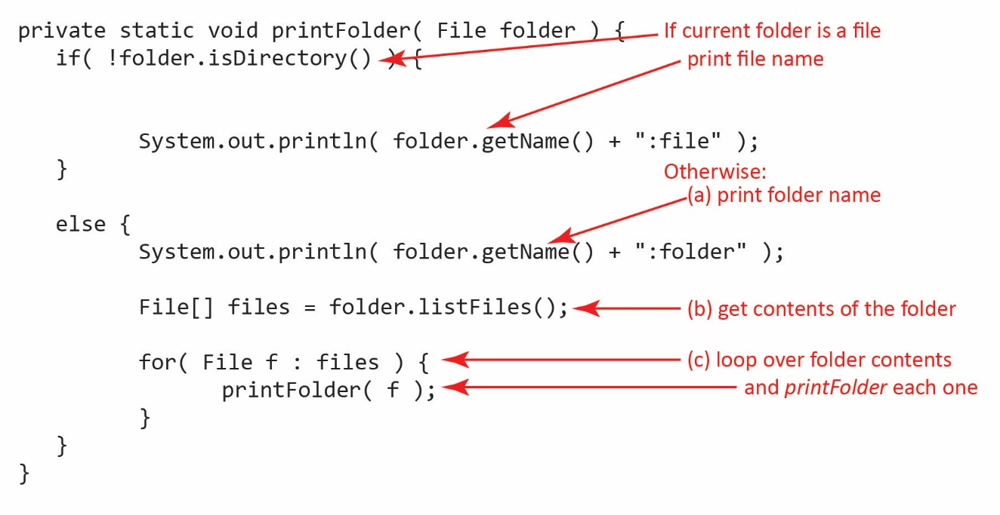 private static void printFolder( File folder ) { If current folder is a file
if( !folder.isDirectory() ) { print file name
System.out.println( folder.getName() + ":file" );
} Otherwise:
(a) print folder name
else {
System.out.println( folder.getName() + ":folder" );
File[] files = folder.listFiles(); (b) get contents of the folder
for( File f : files ) { (c) loop over folder contents
printFolder( f ); and printFolder each one
}
}
}